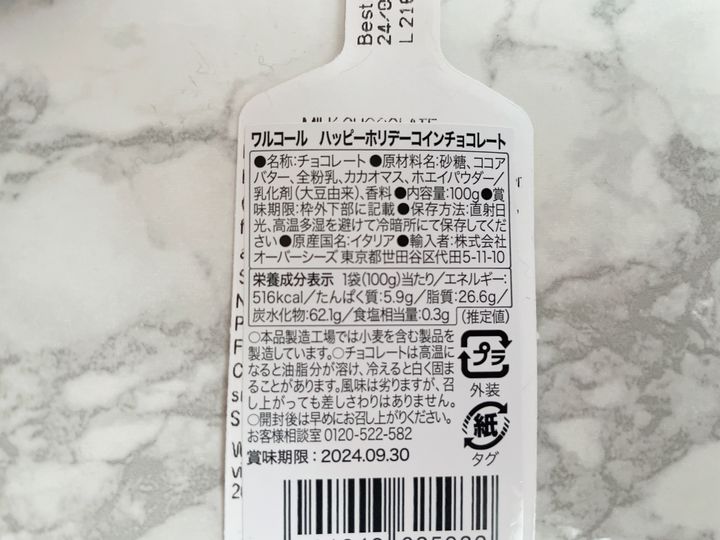 Best
24/0
L 216
MILK CHOCOLATE
ワルコール ハッピーホリデーコインチョコレート
●名称:チョコレート●原材料名:砂糖、ココア
バター、全粉乳、カカオマス、ホエイパウダー/
乳化剤(大豆由来)、香料●内容量:100g●賞
味期限:枠外下部に記載●保存方法:直射日
光、高温多湿を避けて冷暗所にて保存してくだ
さい●原産国名:イタリア●輸入者:株式会社
オーバーシーズ 東京都世田谷区代田5-11-10
栄養成分表示 1袋(100g)当たり/エネルギー:
516kcal/たんぱく質:5.9g/脂質:26.6g/
炭水化物:62.1g/食塩相当量:0.3g (推定値)
○本品製造工場では小麦を含む製品を
製造しています。○チョコレートは高温に
なると油脂分が溶け、冷えると白く固ま
ることがあります。風味は劣りますが、召
し上がっても差しさわりはありません。
○開封後は早めにお召し上がりください。
お客様相談室 0120-522-582
賞味期限:2024.09.30
プラ
外装
紙
タグ